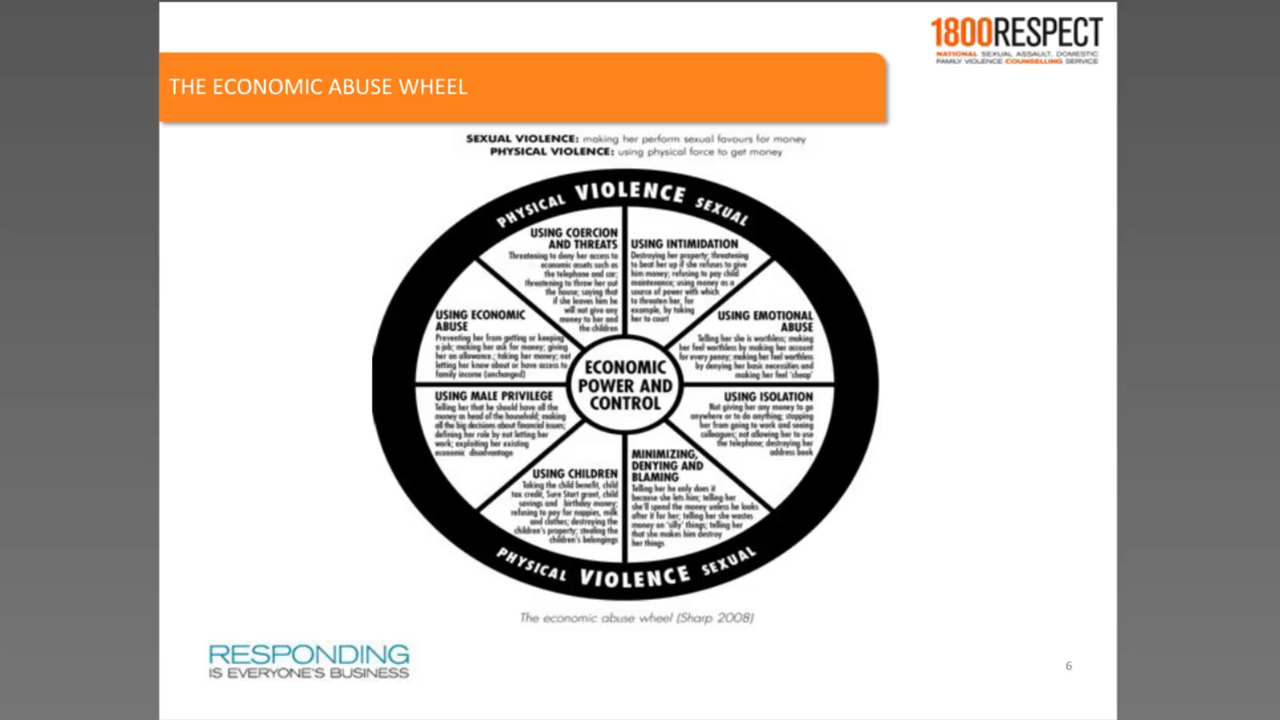 1800RESPECT
NATIONAL SEXUAL ASSAULT, DOMESTIC
FAMILY VIOLENCE COUNSELLING SERVICE
THE ECONOMIC ABUSE WHEEL
SEXUAL VIOLENCE: making her perform sexual favours for money
PHYSICAL VIOLENCE: using physical force to get money
PHYSICAL VIOLENCE SEXUAL
USING COERCION
AND THREATS
Threatening to deny her access to
economic assets such as
the telephone and car;
threatening to throw her out
the house; saying that
if she leaves him he
will not give any
money to her and
the children
USING INTIMIDATION
Destroying her property; threatening
to beat her up if she refuses to give
him money; refusing to pay child
maintenance; using money as a
source of power with which
to threaten her, for
example, by taking
her to court
USING ECONOMIC
ABUSE
Preventing her from getting or keeping
a job; making her ask for money; giving
her an allowance.; taking her money; not
letting her know about or have access to
family income (unchanged)
USING EMOTIONAL
ABUSE
Telling her she is worthless; making
her feel worthless by making her account
for every penny; making her feel worthless
by denying her basic necessities and
making her feel 'cheap'
ECONOMIC
POWER AND
CONTROL
USING MALE PRIVILEGE
Telling her that he should have all the
money as head of the household; making
all the big decisions about financial issues;
defining her role by not letting her
work; exploiting her existing
economic disadvantage
USING ISOLATION
Not giving her any money to go
anywhere or to do anything; stopping
her from going to work and seeing
colleagues; not allowing her to use
the telephone; destroying her
address book
USING CHILDREN
Taking the child benefit, child
tax credit, Sure Start grant, child
savings and birthday money;
refusing to pay for nappies, milk
and clothes; destroying the
children's property; stealing the
children's belongings
MINIMIZING,
DENYING AND
BLAMING
Telling her he only does it
because she lets him; telling her
she'll spend the money unless he looks
after it for her; telling her she wastes
money on 'silly' things; telling her
that she makes him destroy
her things
PHYSICAL VIOLENCE SEXUAL
The economic abuse wheel (Sharp 2008)
RESPONDING
IS EVERYONE'S BUSINESS
6